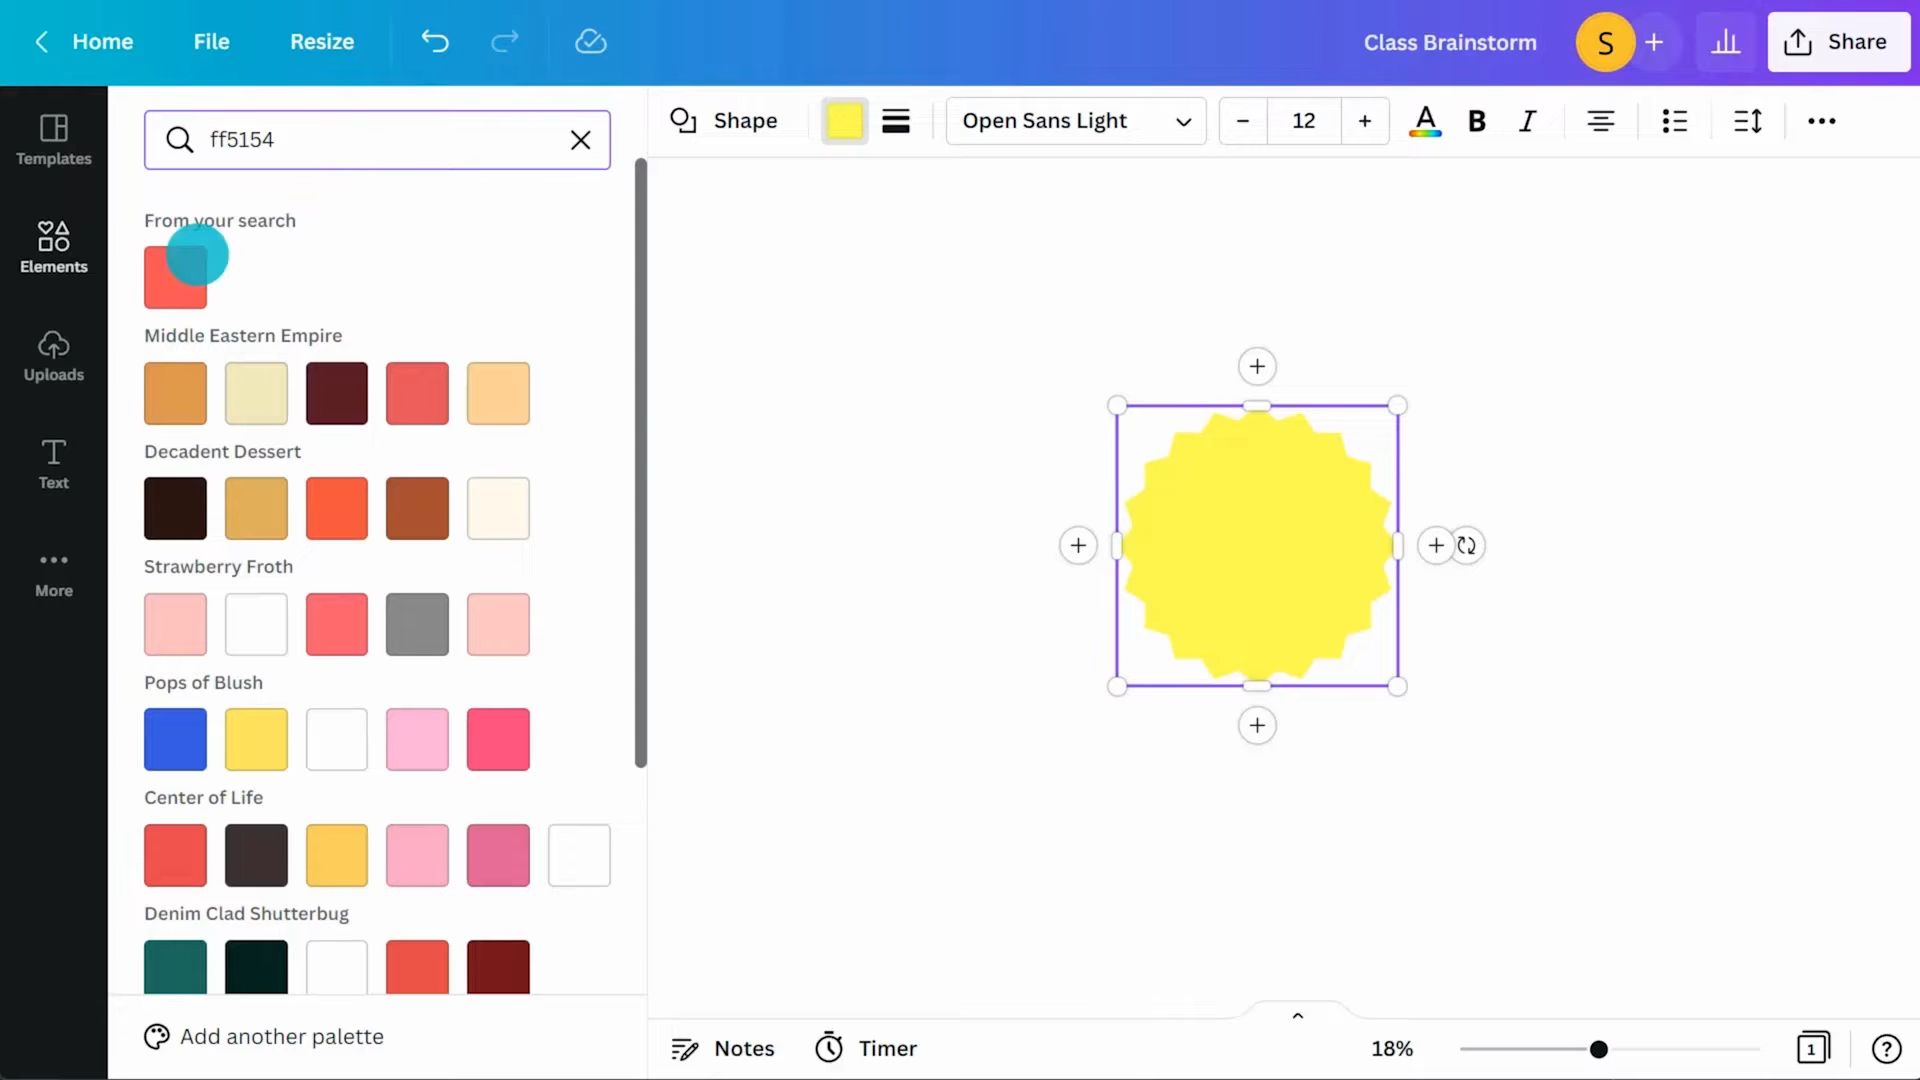 Home File Resize Class Brainstorm S Share
ff5154
Shape Open Sans Light 12 A B I
Templates
Elements
Uploads
Text
More
From your search
Middle Eastern Empire
Decadent Dessert
Strawberry Froth
Pops of Blush
Center of Life
Denim Clad Shutterbug
Add another palette
Notes Timer 18% 1 ?